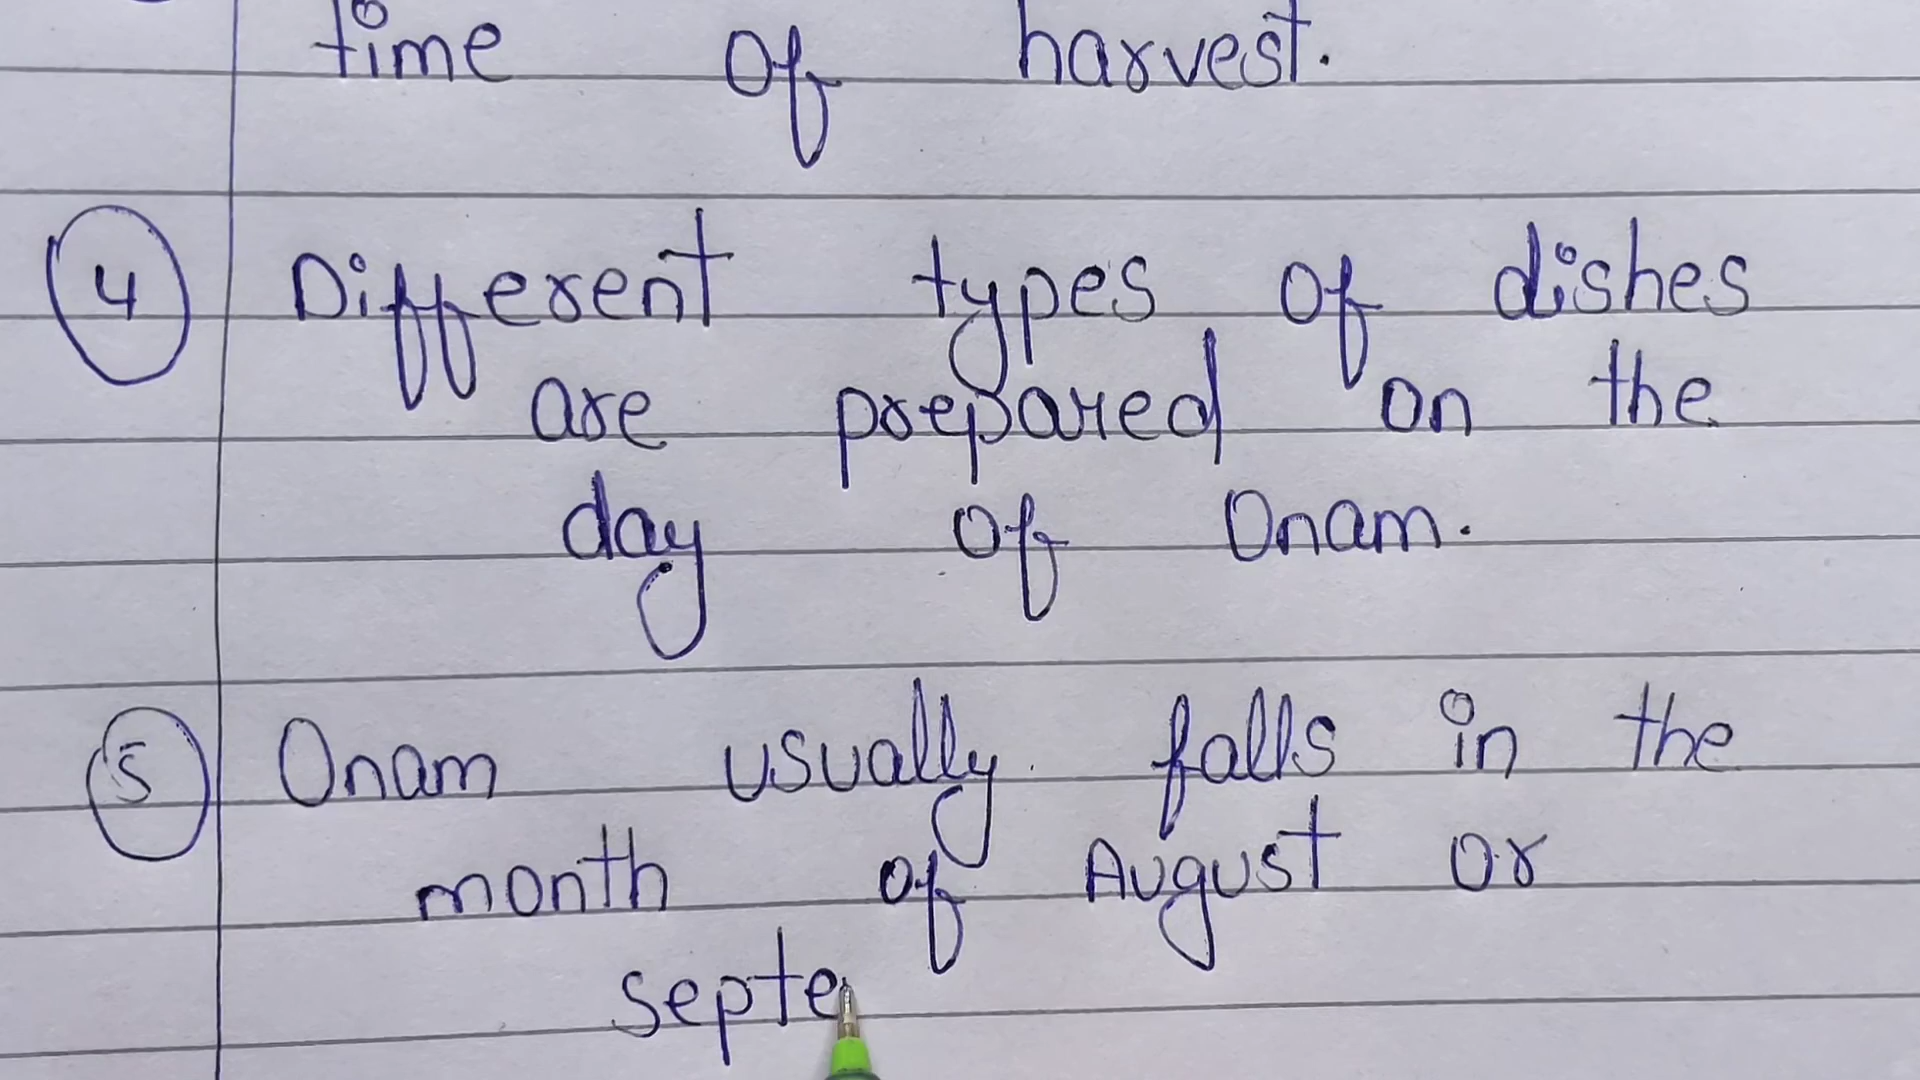 time of harvest.
4 Different types of dishes
are prepared on the
day of Onam.
5 Onam usually falls in the
month of August or
septe